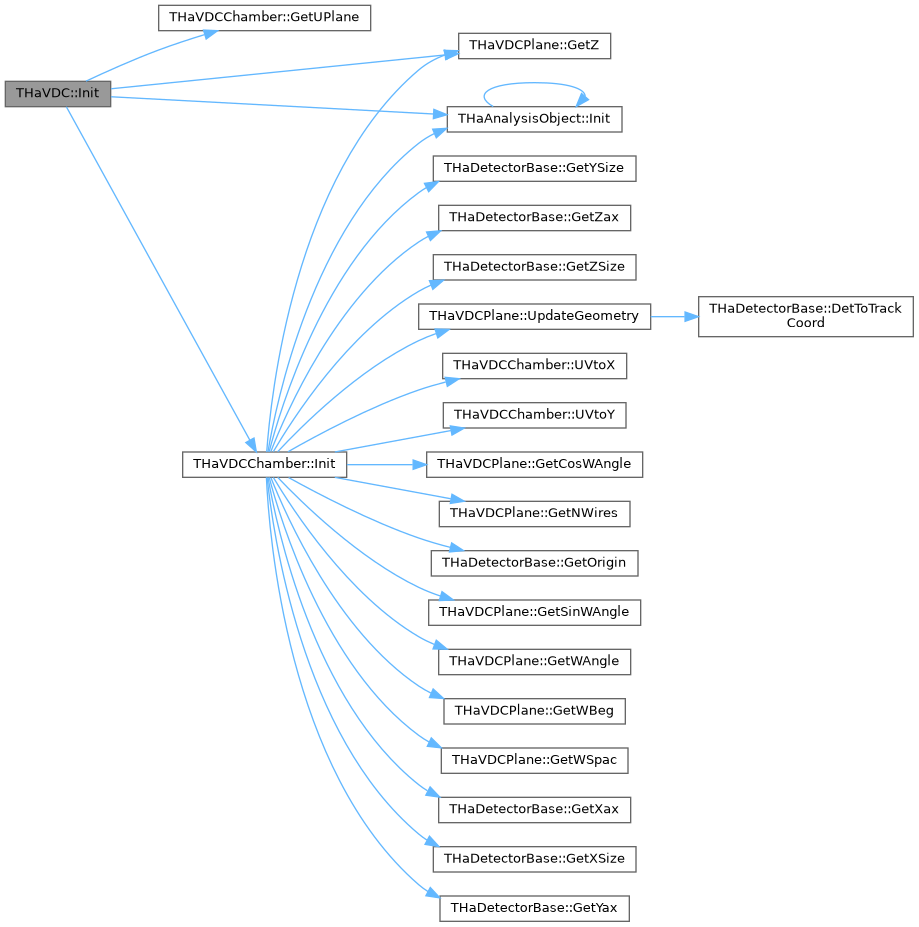 THaVDCChamber::GetUPlane
THaVDCPlane::GetZ
THaVDC::Init
THaAnalysisObject::Init
THaDetectorBase::GetYSize
THaDetectorBase::GetZax
THaDetectorBase::GetZSize
THaVDCPlane::UpdateGeometry
THaDetectorBase::DetToTrack
Coord
THaVDCChamber::UVtoX
THaVDCChamber::UVtoY
THaVDCChamber::Init
THaVDCPlane::GetCosWAngle
THaVDCPlane::GetNWires
THaDetectorBase::GetOrigin
THaVDCPlane::GetSinWAngle
THaVDCPlane::GetWAngle
THaVDCPlane::GetWBeg
THaVDCPlane::GetWSpac
THaDetectorBase::GetXax
THaDetectorBase::GetXSize
THaDetectorBase::GetYax